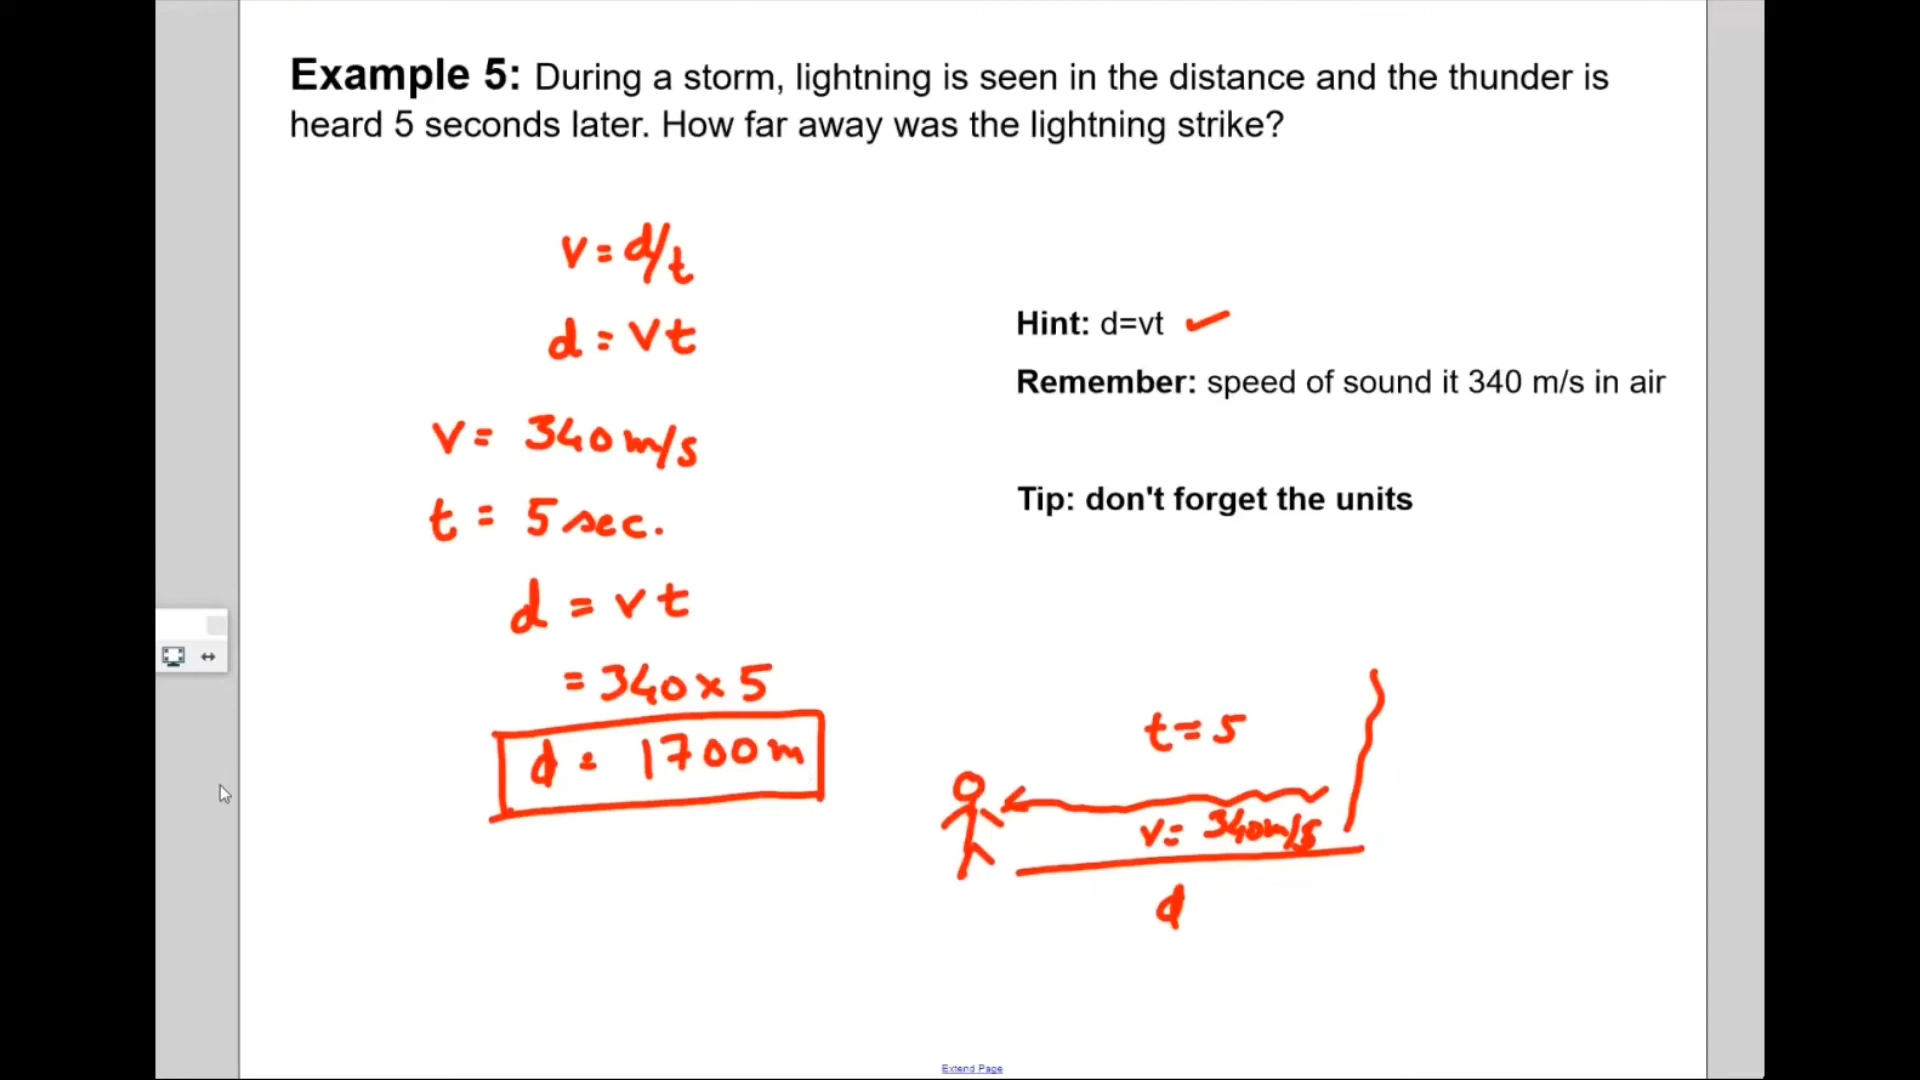 Example 5: During a storm, lightning is seen in the distance and the thunder is
heard 5 seconds later. How far away was the lightning strike?
v = d/t
d = vt
v = 340 m/s
t = 5 sec.
d = vt
= 340 x 5
d = 1700 m
Hint: d=vt ✓
Remember: speed of sound it 340 m/s in air
Tip: don't forget the units
t = 5
v = 340m/s
d
Extend Page